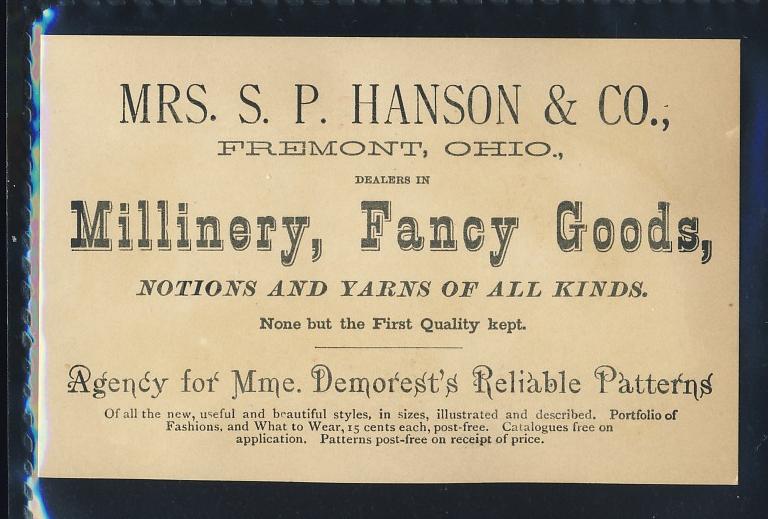 MRS. S. P. HANSON & CO.,
FREMONT, OHIO.,
DEALERS IN
Millinery, Fancy Goods,
NOTIONS AND YARNS OF ALL KINDS.
None but the First Quality kept.
Agency for Mme. Demorest's Reliable Patterns
Of all the new, useful and beautiful styles, in sizes, illustrated and described. Portfolio of
Fashions, and What to Wear, 15 cents each, post-free. Catalogues free on
application. Patterns post-free on receipt of price.